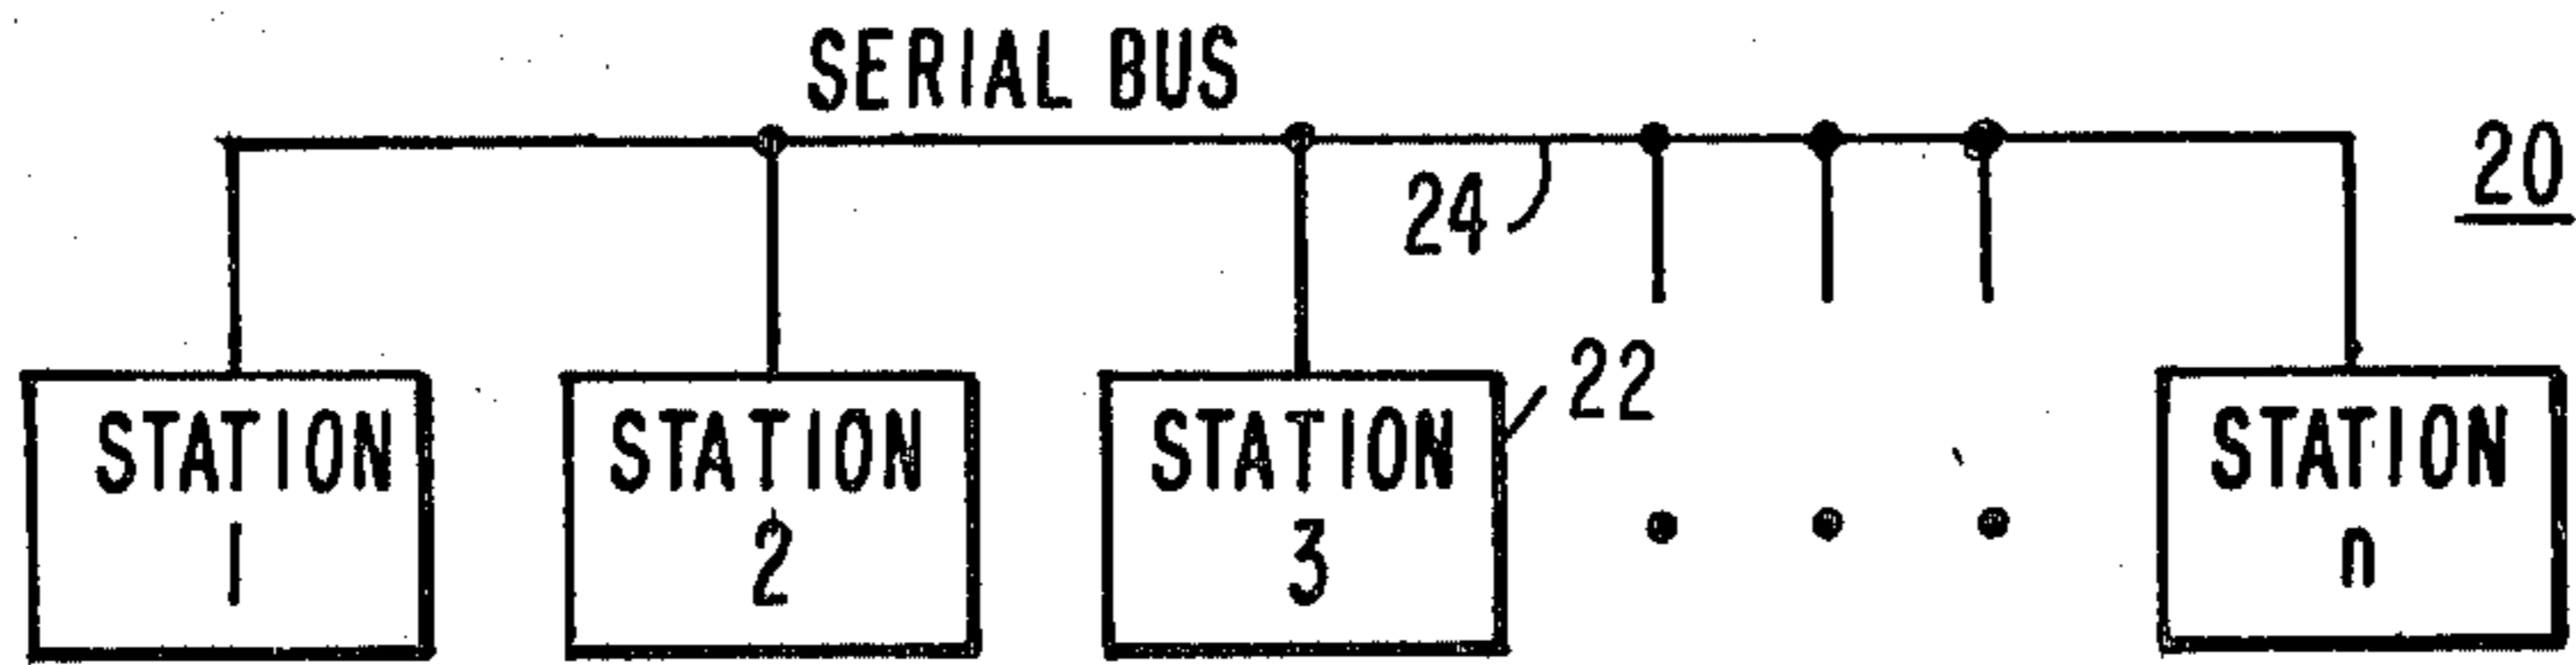 SERIAL BUS
20
24
22
STATION
1
STATION
2
STATION
3
STATION
n